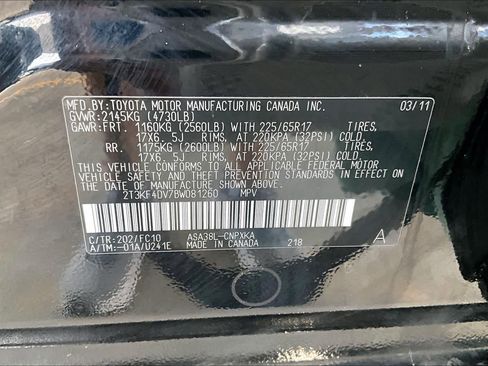 MFD.BY:TOYOTA MOTOR MANUFACTURING CANADA INC. 03/11
GVWR: 2145KG (4730LB)
GAWR:FRT. 1160KG (2560LB) WITH 225/65R17 TIRES,
17X6. 5J RIMS, AT 220KPA (32PSI) COLD.
RR. 1175KG (2600LB) WITH 225/65R17 TIRES,
17X6. 5J RIMS, AT 220KPA (32PSI) COLD.
THIS VEHICLE CONFORMS TO ALL APPLICABLE FEDERAL MOTOR
VEHICLE SAFETY AND THEFT PREVENTION STANDARDS IN EFFECT
ON THE DATE OF MANUFACTURE SHOWN ABOVE.
2T3KF4DV7BW081260 MPV
C/TR:202/FC10 ASA38L-CNPXKA
A/TM:-01A/U241E MADE IN CANADA 218 A